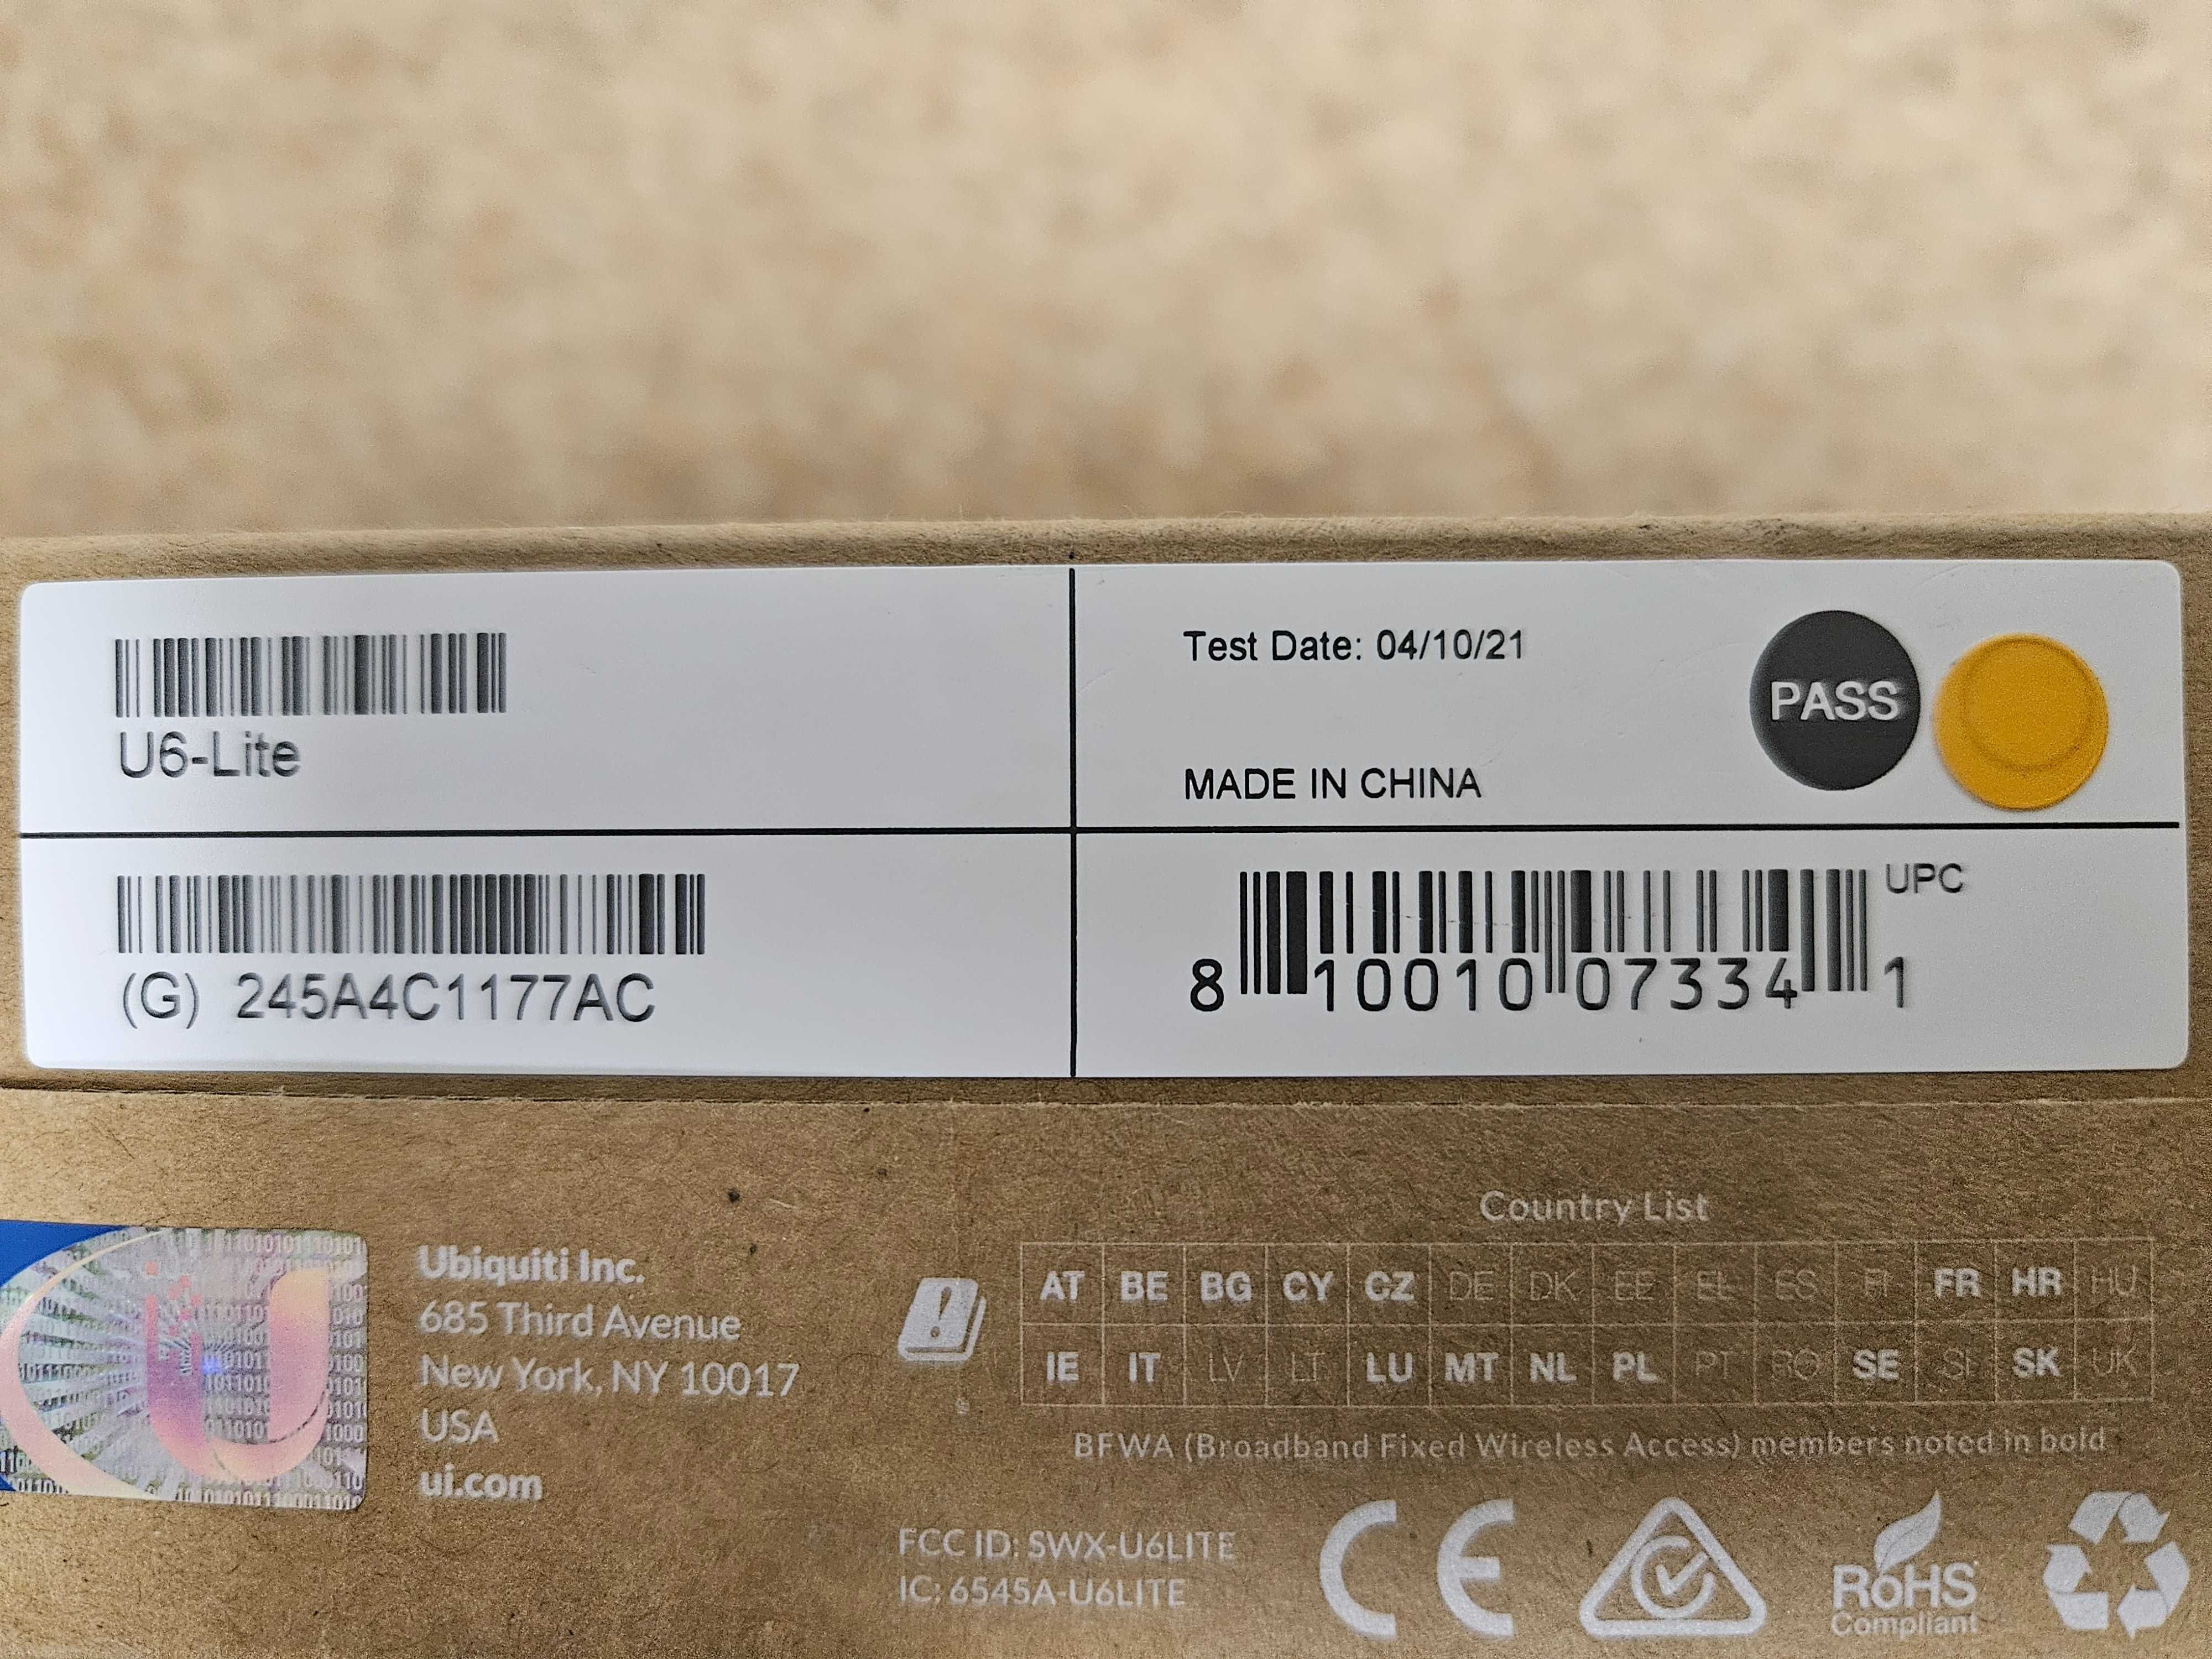 U6-Lite
Test Date: 04/10/21
PASS
MADE IN CHINA
(G) 245A4C1177AC
UPC
8 10010 07334 1
Country List
Ubiquiti Inc.
685 Third Avenue
New York, NY 10017
USA
ui.com
AT BE BG CY CZ DE DK EE EL ES FI FR HR HU
IE IT LV LT LU MT NL PL PT RO SE SI SK UK
BFWA (Broadband Fixed Wireless Access) members noted in bold
FCC ID: SWX-U6LITE
IC: 6545A-U6LITE
CE
RoHS
Compliant